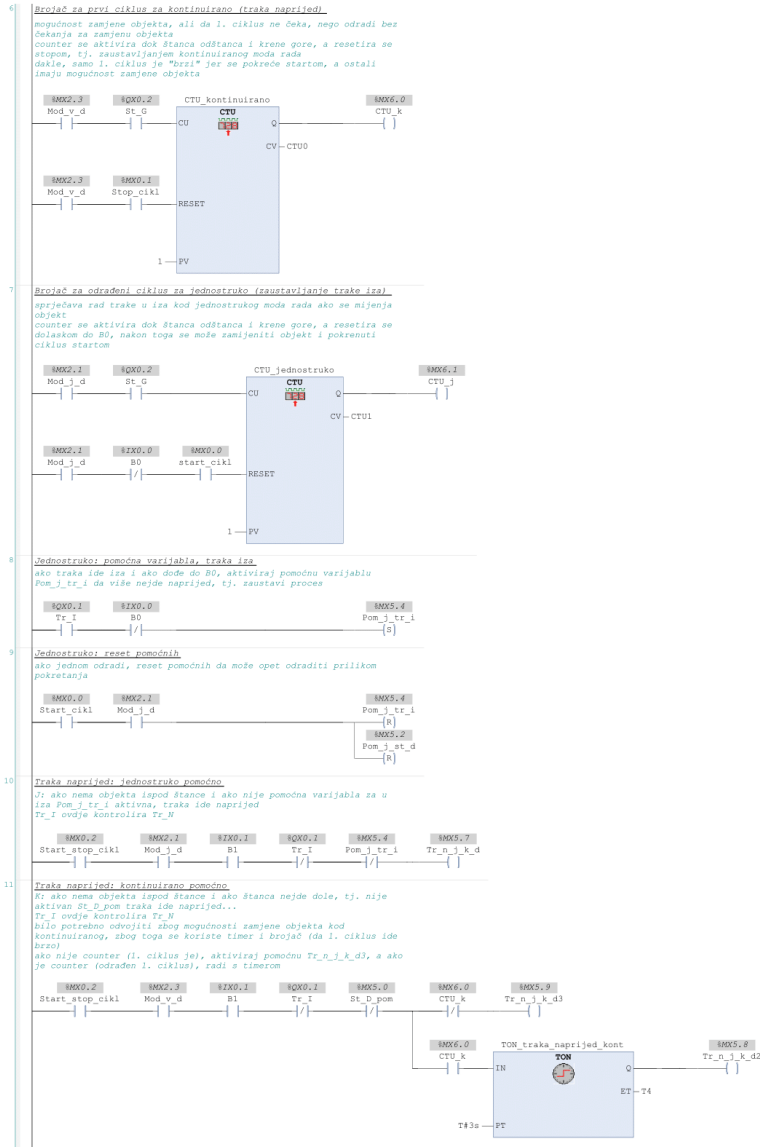 6
Brojač za prvi ciklus za kontinuirano (traka naprijed)
mogućnost zamjene objekta, ali da 1. ciklus ne čeka, nego odradi bez
čekanja za zamjenu objekta
counter se aktivira dok štanca odštanca i krene gore, a resetira se
stopom, tj. zaustavljanjem kontinuiranog moda rada
dakle, samo 1. ciklus je "brzi" jer se pokreće startom, a ostali
imaju mogućnost zamjene objekta
%MX2.3 %QX0.2 CTU_kontinuirano %MX6.0
Mod_v_d St_G CTU CTU_k
CU Q
CV CTU0
%MX2.3 %MX0.1
Mod_v_d Stop_cikl
RESET
1 PV
7
Brojač za odrađeni ciklus za jednostruko (zaustavljanje trake iza)
sprječava rad trake u iza kod jednostrukog moda rada ako se mijenja
objekt
counter se aktivira dok štanca odštanca i krene gore, a resetira se
dolaskom do B0, nakon toga se može zamijeniti objekt i pokrenuti
ciklus startom
%MX2.1 %QX0.2 CTU_jednostruko %MX6.1
Mod_j_d St_G CTU CTU_j
CU Q
CV CTU1
%MX2.1 %IX0.0 %MX0.0
Mod_j_d B0 start_cikl
RESET
1 PV
8
Jednostruko: pomoćna varijabla, traka iza
ako traka ide iza i ako dođe do B0, aktiviraj pomoćnu varijablu
Pom_j_tr_i da više nejde naprijed, tj. zaustavi proces
%QX0.1 %IX0.0 %MX5.4
Tr_I B0 Pom_j_tr_i
S
9
Jednostruko: reset pomoćnih
ako jednom odradi, reset pomoćnih da može opet odraditi prilikom
pokretanja
%MX0.0 %MX2.1 %MX5.4
Start_cikl Mod_j_d Pom_j_tr_i
R
%MX5.2
Pom_j_st_d
R
10
Traka naprijed: jednostruko pomoćno
J: ako nema objekta ispod štance i ako nije pomoćna varijabla za u
iza Pom_j_tr_i aktivna, traka ide naprijed
Tr_I ovdje kontrolira Tr_N
%MX0.2 %MX2.1 %IX0.1 %QX0.1 %MX5.4 %MX5.7
Start_stop_cikl Mod_j_d B1 Tr_I Pom_j_tr_i Tr_n_j_k_d
11
Traka naprijed: kontinuirano pomoćno
K: ako nema objekta ispod štance i ako štanca nejde dole, tj. nije
aktivan St_D_pom traka ide naprijed...
Tr_I ovdje kontrolira Tr_N
bilo potrebno odvojiti zbog mogućnosti zamjene objekta kod
kontinuiranog, zbog toga se koriste timer i brojač (da 1. ciklus ide
brzo)
ako nije counter (1. ciklus je), aktiviraj pomoćnu Tr_n_j_k_d3, a ako
je counter (odrađen 1. ciklus), radi s timerom
%MX0.2 %MX2.3 %IX0.1 %QX0.1 %MX5.0 %MX6.0 %MX5.9
Start_stop_cikl Mod_v_d B1 Tr_I St_D_pom CTU_k Tr_n_j_k_d3
%MX6.0 TON_traka_naprijed_kont %MX5.8
CTU_k TON Tr_n_j_k_d2
IN Q
ET T4
T#3s PT